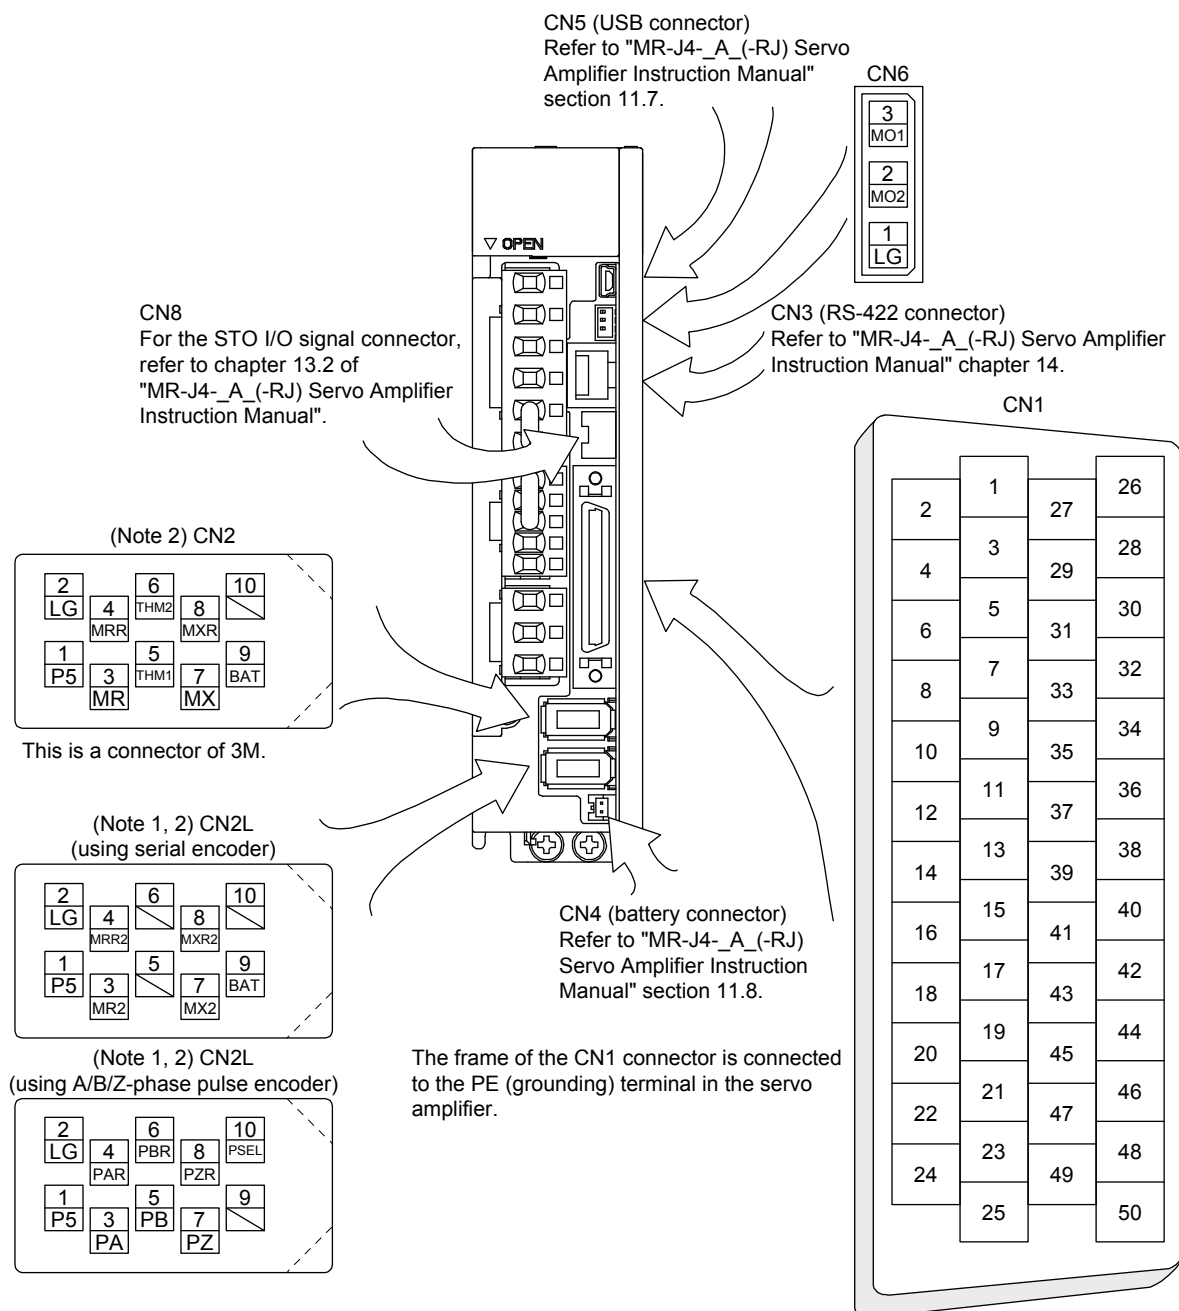 CN5 (USB connector)
Refer to "MR-J4-_A_(-RJ) Servo
Amplifier Instruction Manual"
section 11.7.
CN6
3
MO1
2
MO2
1
LG
▽ OPEN
CN8
For the STO I/O signal connector,
refer to chapter 13.2 of
"MR-J4-_A_(-RJ) Servo Amplifier
Instruction Manual".
CN3 (RS-422 connector)
Refer to "MR-J4-_A_(-RJ) Servo Amplifier
Instruction Manual" chapter 14.
(Note 2) CN2
2 6 10
LG 4 THM2 8
MRR MXR
1 5 9
P5 3 THM1 7 BAT
MR MX
This is a connector of 3M.
(Note 1, 2) CN2L
(using serial encoder)
2 6 10
LG 4 8
MRR2 MXR2
1 5 9
P5 3 7 BAT
MR2 MX2
(Note 1, 2) CN2L
(using A/B/Z-phase pulse encoder)
2 6 10
LG 4 PBR 8 PSEL
PAR PZR
1 5 9
P5 3 PB 7
PA PZ
CN4 (battery connector)
Refer to "MR-J4-_A_(-RJ)
Servo Amplifier Instruction
Manual" section 11.8.
The frame of the CN1 connector is connected
to the PE (grounding) terminal in the servo
amplifier.
CN1
1 26
2 27
3 28
4 29
5 30
6 31
7 32
8 33
9 34
10 35
11 36
12 37
13 38
14 39
15 40
16 41
17 42
18 43
19 44
20 45
21 46
22 47
23 48
24 49
25 50